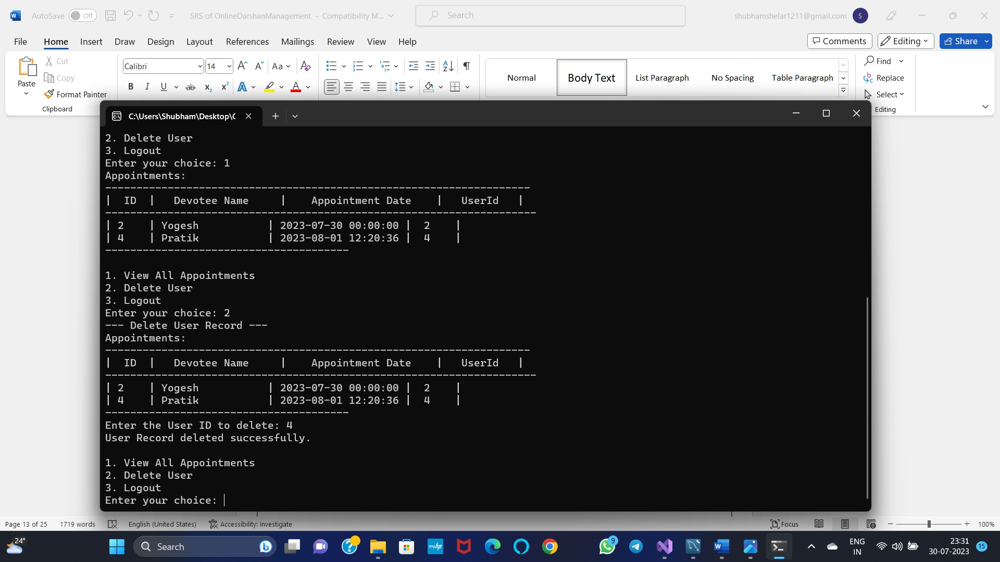 AutoSave Off SRS of OnlineDarshanManagement - Compatibility M... Search shubhamshelar1211@gmail.com S
File Home Insert Draw Design Layout References Mailings Review View Help Comments Editing Share
Paste Cut Copy Format Painter
Clipboard
Calibri 14 Aa
B I U ab x2 x2 A A
Normal Body Text List Paragraph No Spacing Table Paragraph
Find
Replace
Select
Editing
C:\Users\Shubham\Desktop\C
2. Delete User
3. Logout
Enter your choice: 1
Appointments:
--------------------------------------------------------------------
|  ID  |   Devotee Name     |    Appointment Date    |   UserId   |
---------------------------------------------------------------------
| 2    | Yogesh           | 2023-07-30 00:00:00 |  2    |
| 4    | Pratik           | 2023-08-01 12:20:36 |  4    |
---------------------------------------
1. View All Appointments
2. Delete User
3. Logout
Enter your choice: 2
--- Delete User Record ---
Appointments:
--------------------------------------------------------------------
|  ID  |   Devotee Name     |    Appointment Date    |   UserId   |
---------------------------------------------------------------------
| 2    | Yogesh           | 2023-07-30 00:00:00 |  2    |
| 4    | Pratik           | 2023-08-01 12:20:36 |  4    |
---------------------------------------
Enter the User ID to delete: 4
User Record deleted successfully.
1. View All Appointments
2. Delete User
3. Logout
Enter your choice:
Page 13 of 25 1719 words English (United States) Accessibility: Investigate Focus 100%
24° Search myhp 9 ENG
IN
23:31
30-07-2023
15